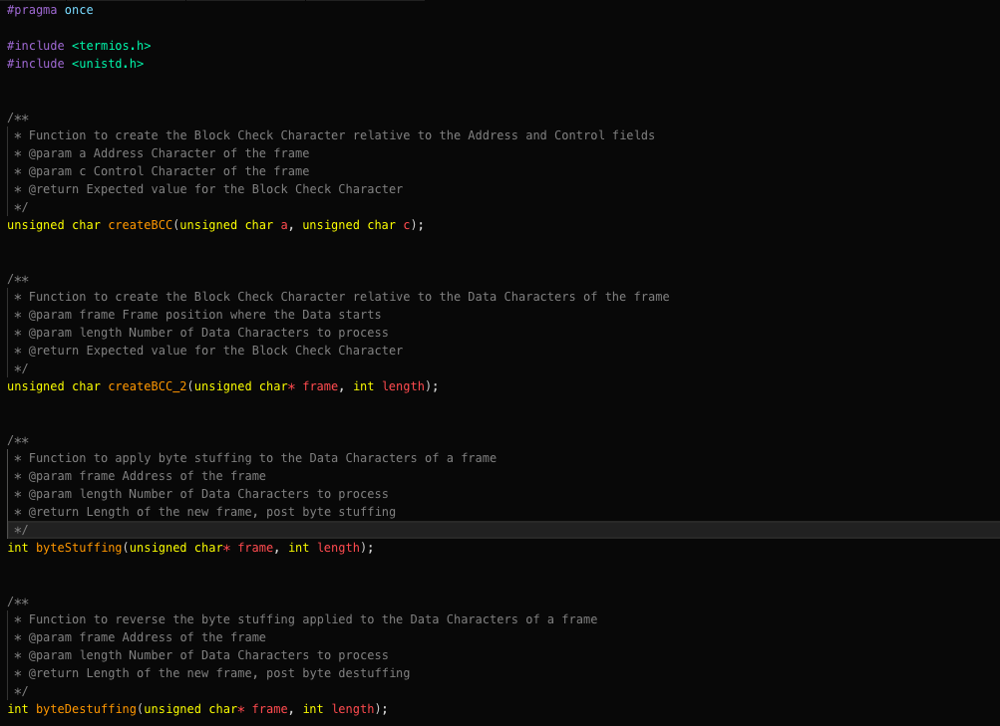 #pragma once
#include <termios.h>
#include <unistd.h>
/**
 * Function to create the Block Check Character relative to the Address and Control fields
 * @param a Address Character of the frame
 * @param c Control Character of the frame
 * @return Expected value for the Block Check Character
 */
unsigned char createBCC(unsigned char a, unsigned char c);
/**
 * Function to create the Block Check Character relative to the Data Characters of the frame
 * @param frame Frame position where the Data starts
 * @param length Number of Data Characters to process
 * @return Expected value for the Block Check Character
 */
unsigned char createBCC_2(unsigned char* frame, int length);
/**
 * Function to apply byte stuffing to the Data Characters of a frame
 * @param frame Address of the frame
 * @param length Number of Data Characters to process
 * @return Length of the new frame, post byte stuffing
 */
int byteStuffing(unsigned char* frame, int length);
/**
 * Function to reverse the byte stuffing applied to the Data Characters of a frame
 * @param frame Address of the frame
 * @param length Number of Data Characters to process
 * @return Length of the new frame, post byte destuffing
 */
int byteDestuffing(unsigned char* frame, int length);